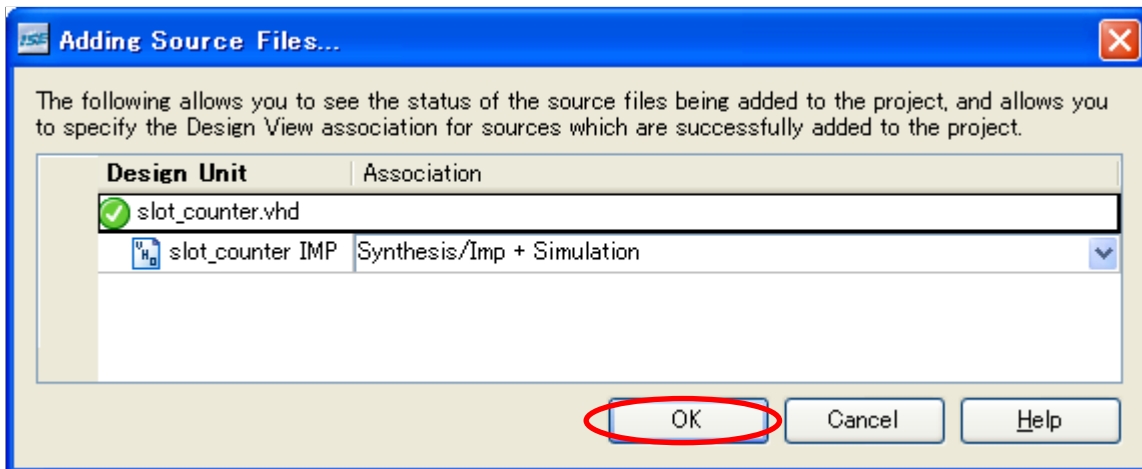 ISE Adding Source Files...
The following allows you to see the status of the source files being added to the project, and allows you
to specify the Design View association for sources which are successfully added to the project.
Design Unit Association
slot_counter.vhd
slot_counter IMP Synthesis/Imp + Simulation
OK Cancel Help